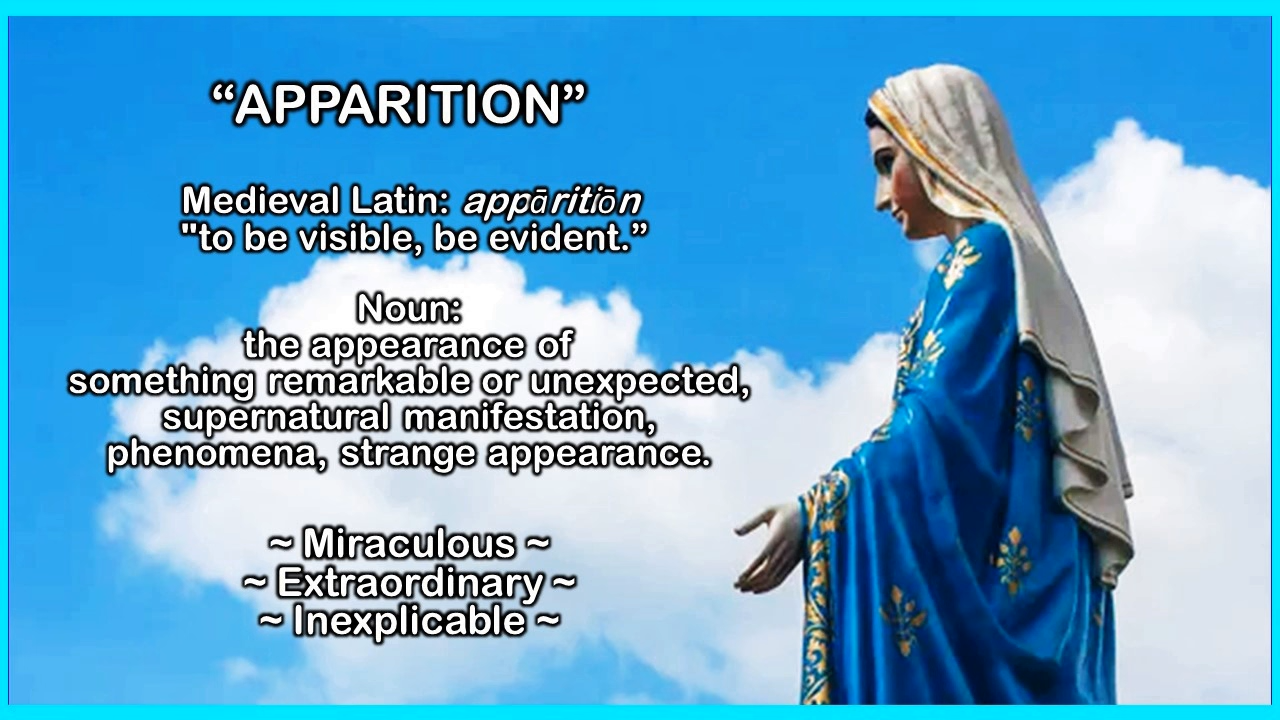 “APPARITION”
Medieval Latin: appāritiōn
"to be visible, be evident.”
Noun:
the appearance of
something remarkable or unexpected,
supernatural manifestation,
phenomena, strange appearance.
~ Miraculous ~
~ Extraordinary ~
~ Inexplicable ~